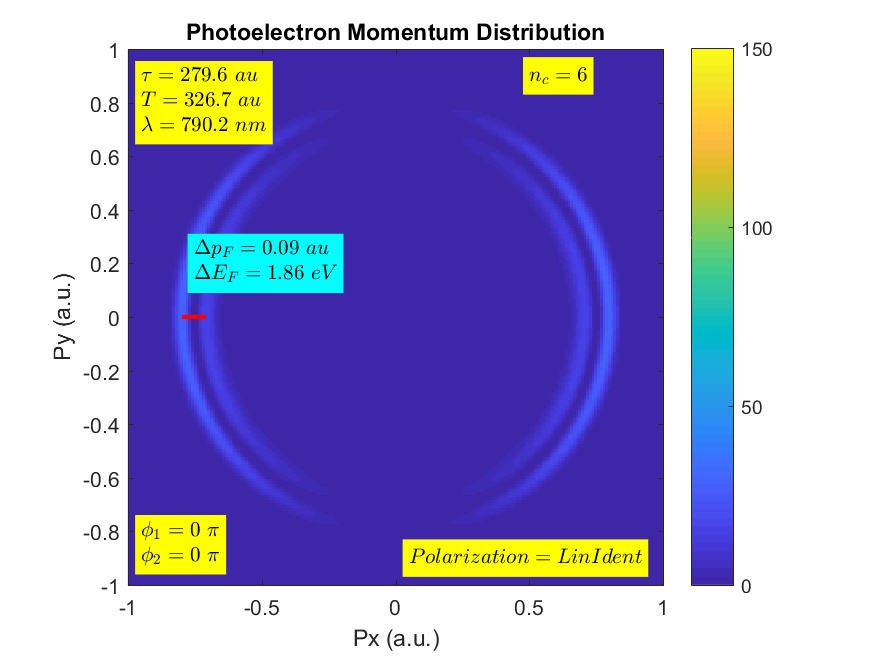 Photoelectron Momentum Distribution
τ = 279.6 au
T = 326.7 au
λ = 790.2 nm
n_c = 6
Δp_F = 0.09 au
ΔE_F = 1.86 eV
ϕ_1 = 0 π
ϕ_2 = 0 π
Polarization = LinIdent
1
0.8
0.6
0.4
0.2
0
-0.2
-0.4
-0.6
-0.8
-1
Py (a.u.)
-1
-0.5
0
0.5
1
Px (a.u.)
150
100
50
0